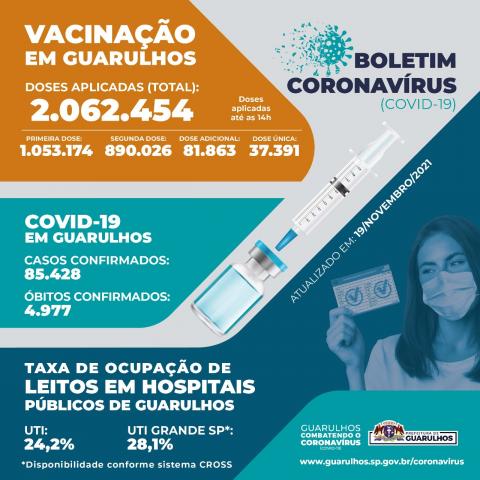 VACINAÇÃO
EM GUARULHOS
DOSES APLICADAS (TOTAL):
2.062.454
Doses
aplicadas
até as 14h
PRIMEIRA DOSE: SEGUNDA DOSE: DOSE ADICIONAL: DOSE ÚNICA:
1.053.174 890.026 81.863 37.391
BOLETIM
CORONAVÍRUS
(COVID-19)
ATUALIZADO EM: 19/NOVEMBRO/2021
COVID-19
EM GUARULHOS
CASOS CONFIRMADOS:
85.428
ÓBITOS CONFIRMADOS:
4.977
TAXA DE OCUPAÇÃO DE
LEITOS EM HOSPITAIS
PÚBLICOS DE GUARULHOS
UTI: UTI GRANDE SP*:
24,2% 28,1%
*Disponibilidade conforme sistema CROSS
GUARULHOS
COMBATENDO O
CORONAVÍRUS
(COVID-19)
PREFEITURA DE
GUARULHOS
www.guarulhos.sp.gov.br/coronavirus